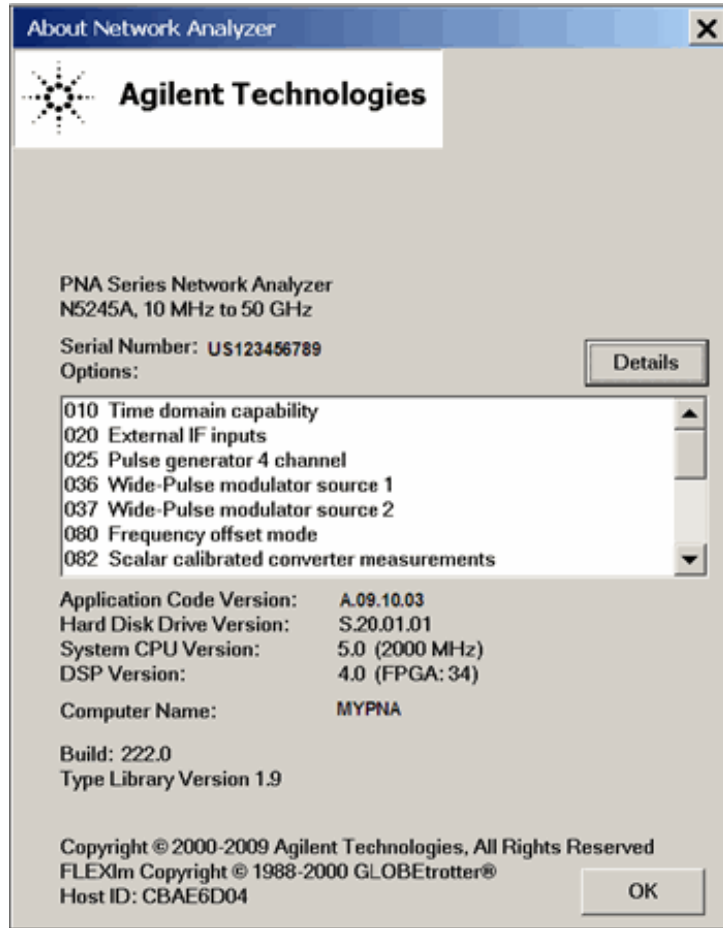 About Network Analyzer
Agilent Technologies
PNA Series Network Analyzer
N5245A, 10 MHz to 50 GHz
Serial Number: US123456789
Options:
Details
010 Time domain capability
020 External IF inputs
025 Pulse generator 4 channel
036 Wide-Pulse modulator source 1
037 Wide-Pulse modulator source 2
080 Frequency offset mode
082 Scalar calibrated converter measurements
Application Code Version: A.09.10.03
Hard Disk Drive Version: S.20.01.01
System CPU Version: 5.0 (2000 MHz)
DSP Version: 4.0 (FPGA: 34)
Computer Name: MYPNA
Build: 222.0
Type Library Version 1.9
Copyright © 2000-2009 Agilent Technologies, All Rights Reserved
FLEXlm Copyright © 1988-2000 GLOBEtrotter®
Host ID: CBAE6D04
OK